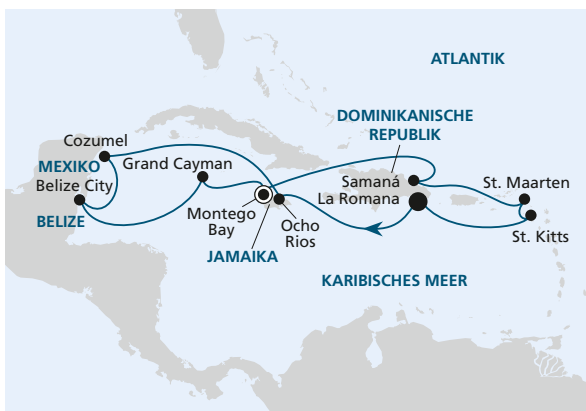 ATLANTIK
DOMINIKANISCHE
REPUBLIK
Cozumel
MEXIKO
Grand Cayman
Belize City
BELIZE
Samaná
La Romana
St. Maarten
St. Kitts
Montego
Bay
Ocho
Rios
JAMAIKA
KARIBISCHES MEER